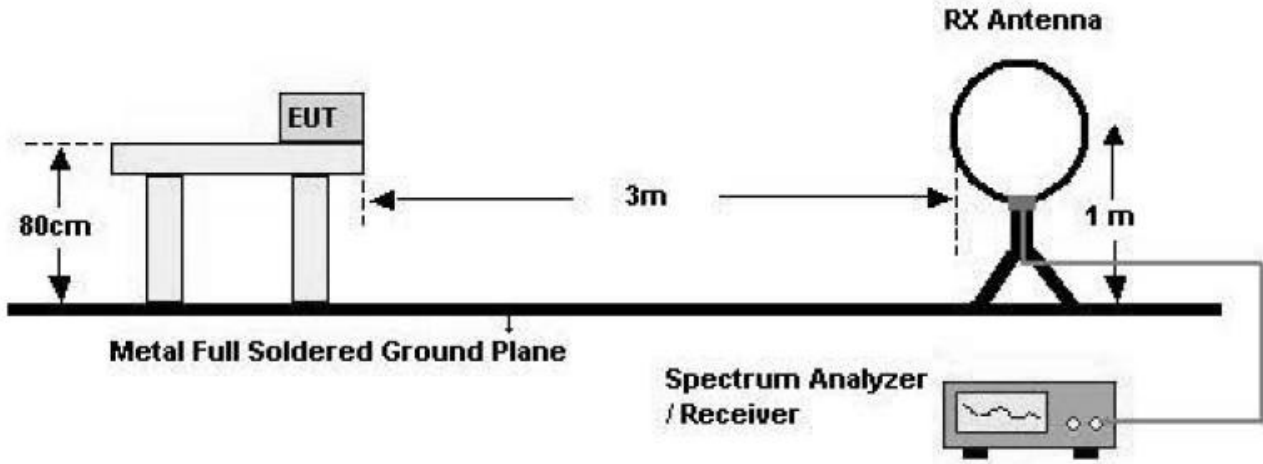 RX Antenna
EUT
3m
80cm
1 m
Metal Full Soldered Ground Plane
Spectrum Analyzer
/ Receiver